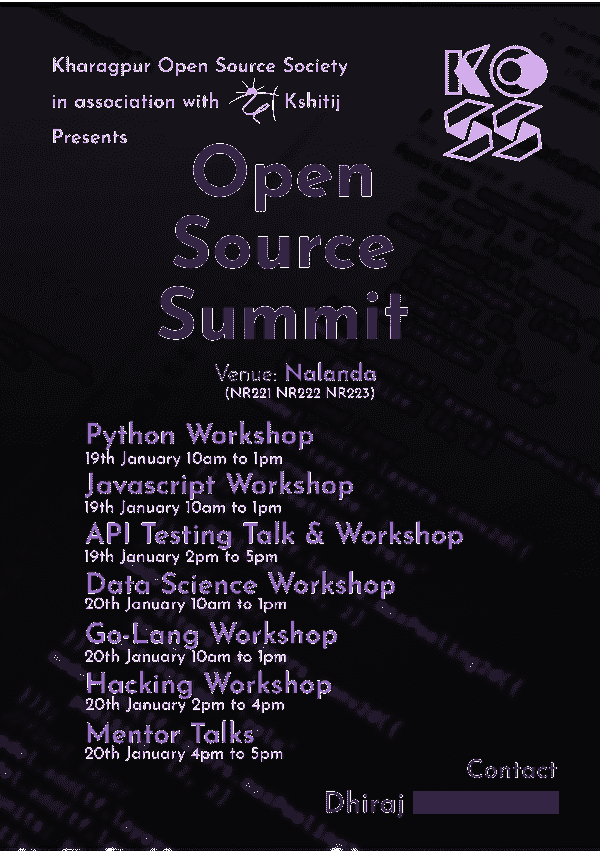 Kharagpur Open Source Society
in association with Kshitij
Presents
KO
SS
Open
Source
Summit
Venue: Nalanda
(NR221 NR222 NR223)
Python Workshop
19th January 10am to 1pm
Javascript Workshop
19th January 10am to 1pm
API Testing Talk & Workshop
19th January 2pm to 5pm
Data Science Workshop
20th January 10am to 1pm
Go-Lang Workshop
20th January 10am to 1pm
Hacking Workshop
20th January 2pm to 4pm
Mentor Talks
20th January 4pm to 5pm
Contact
Dhiraj